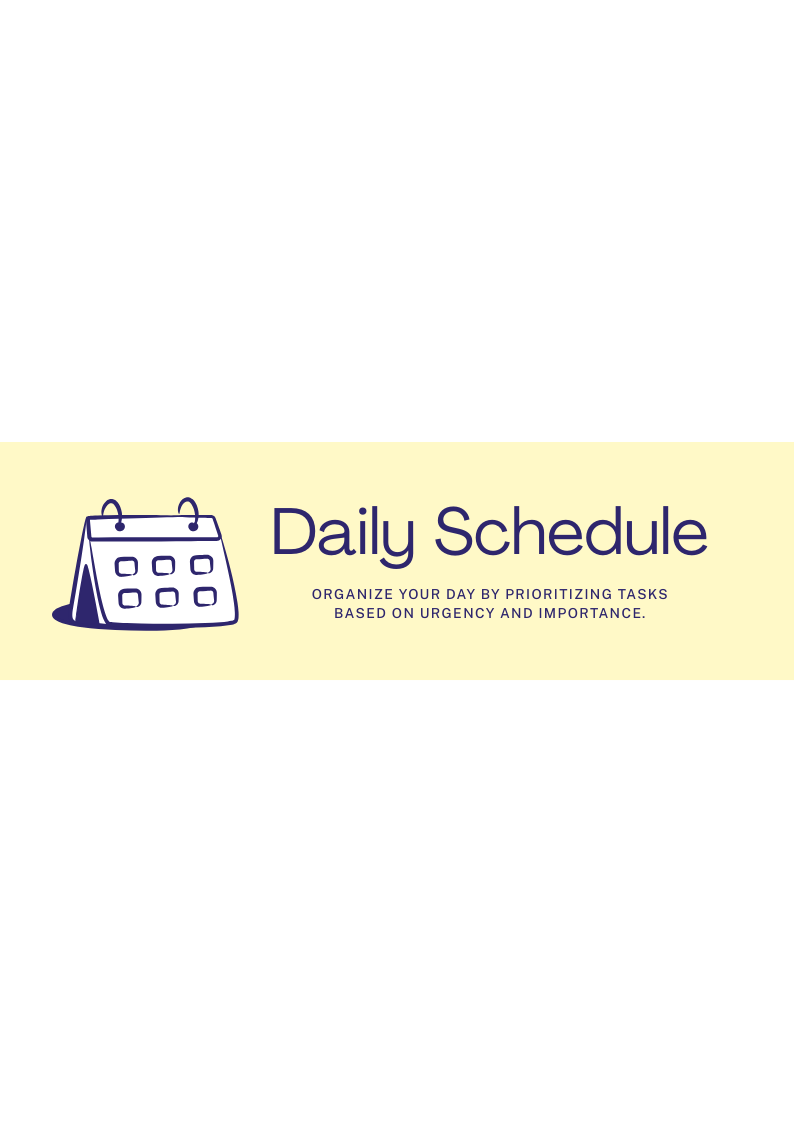 Daily Schedule
ORGANIZE YOUR DAY BY PRIORITIZING TASKS
BASED ON URGENCY AND IMPORTANCE.